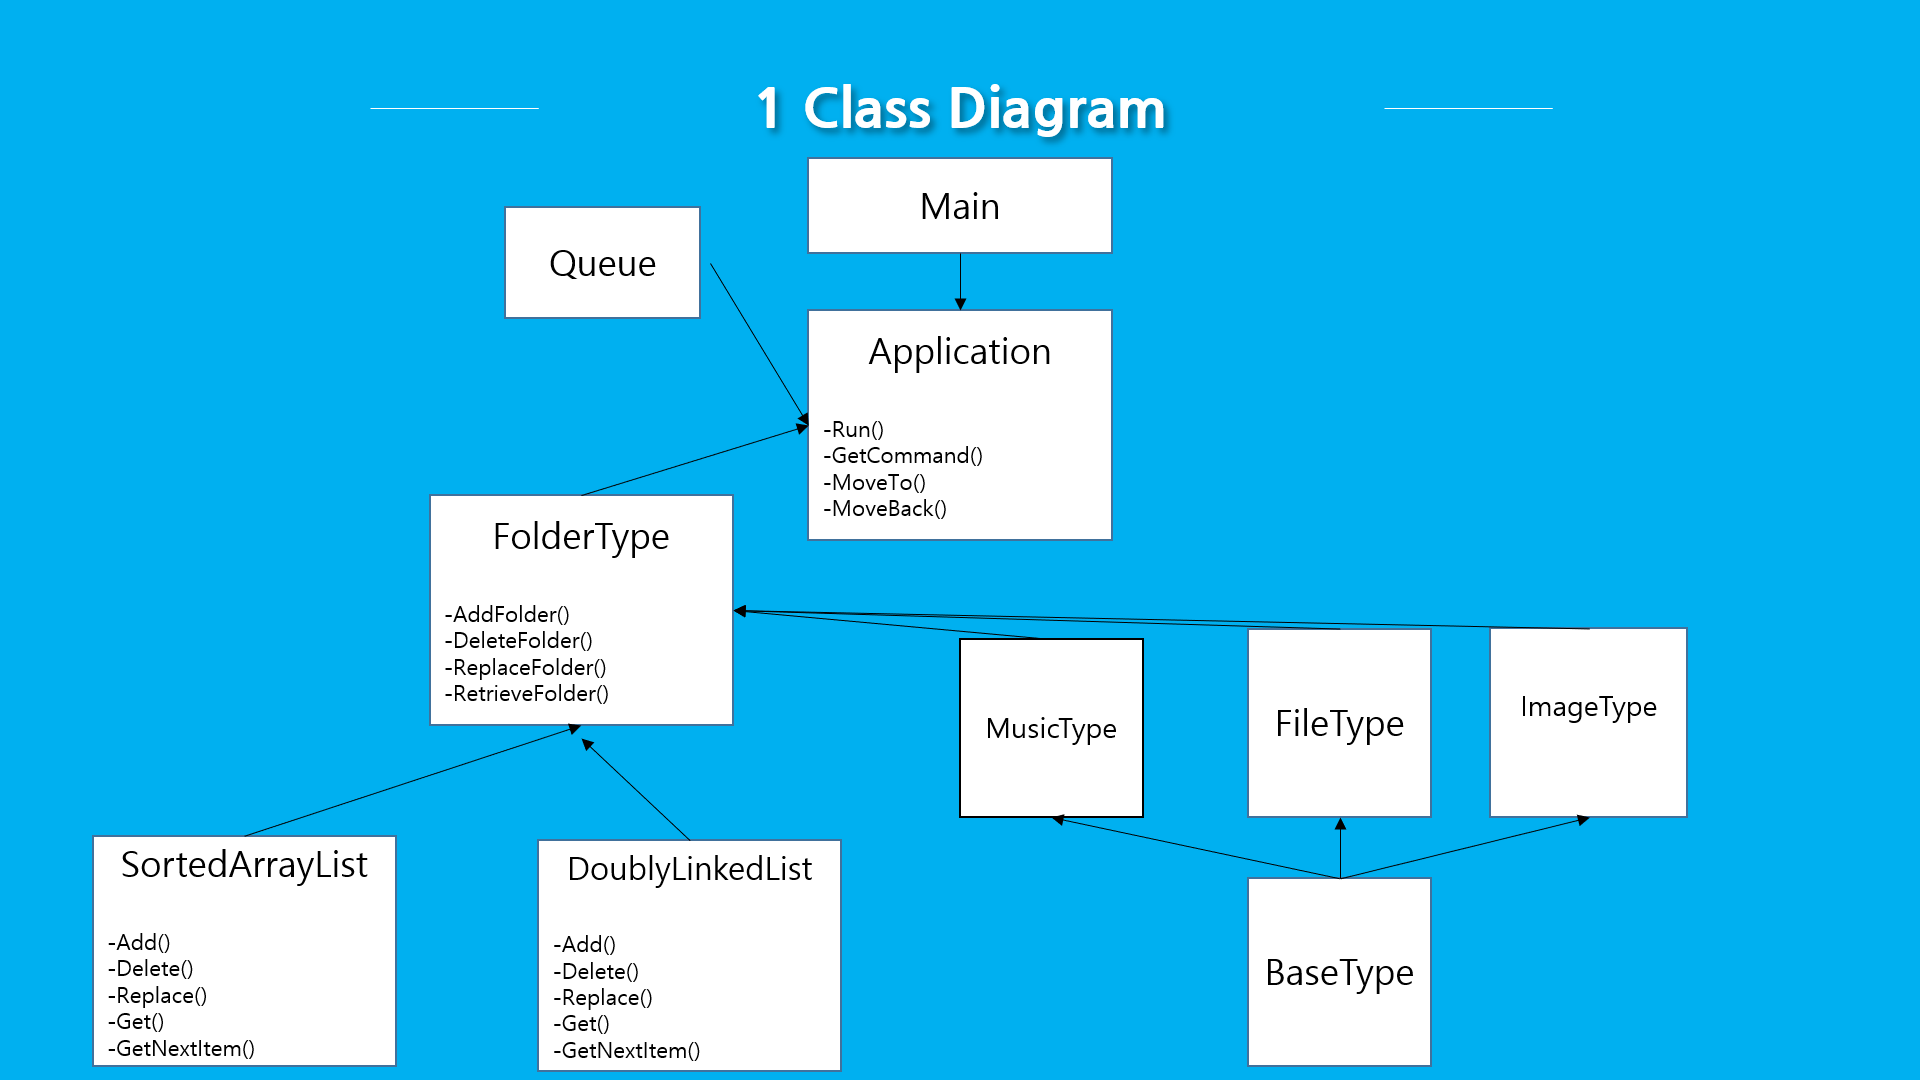 1 Class Diagram
Main
Queue
Application
-Run()
-GetCommand()
-MoveTo()
-MoveBack()
FolderType
-AddFolder()
-DeleteFolder()
-ReplaceFolder()
-RetrieveFolder()
MusicType
FileType
ImageType
SortedArrayList
-Add()
-Delete()
-Replace()
-Get()
-GetNextItem()
DoublyLinkedList
-Add()
-Delete()
-Replace()
-Get()
-GetNextItem()
BaseType